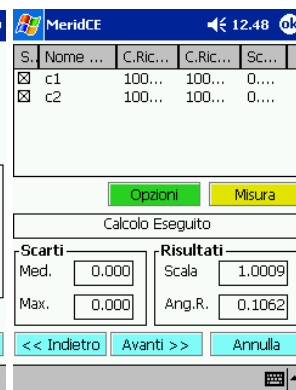 MeridCE 12.48 ok
S. Nome ... C.Ric... C.Ric... Sc...
c1 100... 100... 0....
c2 100... 100... 0....
Opzioni Misura
Calcolo Eseguito
Scarti Risultati
Med. 0.000 Scala 1.0009
Max. 0.000 Ang.R. 0.1062
<< Indietro Avanti >> Annulla